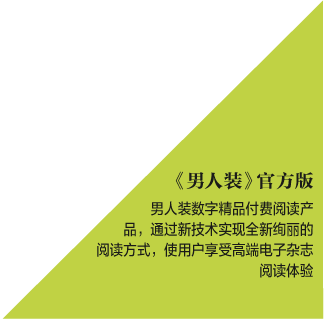 《男人装》官方版
男人装数字精品付费阅读产
品，通过新技术实现全新绚丽的
阅读方式，使用户享受高端电子杂志
阅读体验